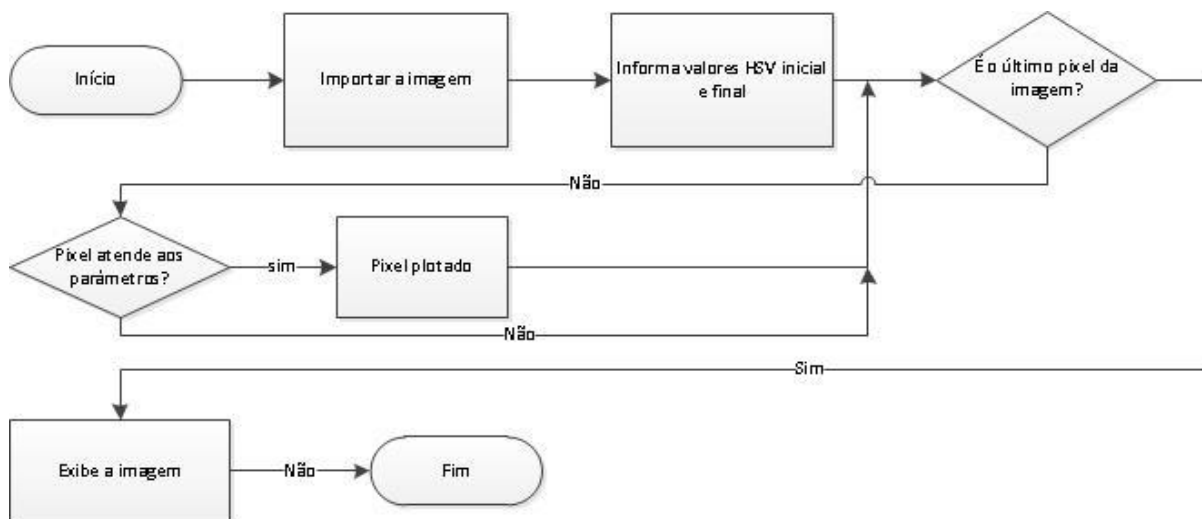 Início
Importar a imagem
Informa valores HSV inicial
e final
É o último pixel da
imagem?
Não
Pixel atende aos
parâmetros?
sim
Pixel plotado
Não
Sim
Exibe a imagem
Não
Fim